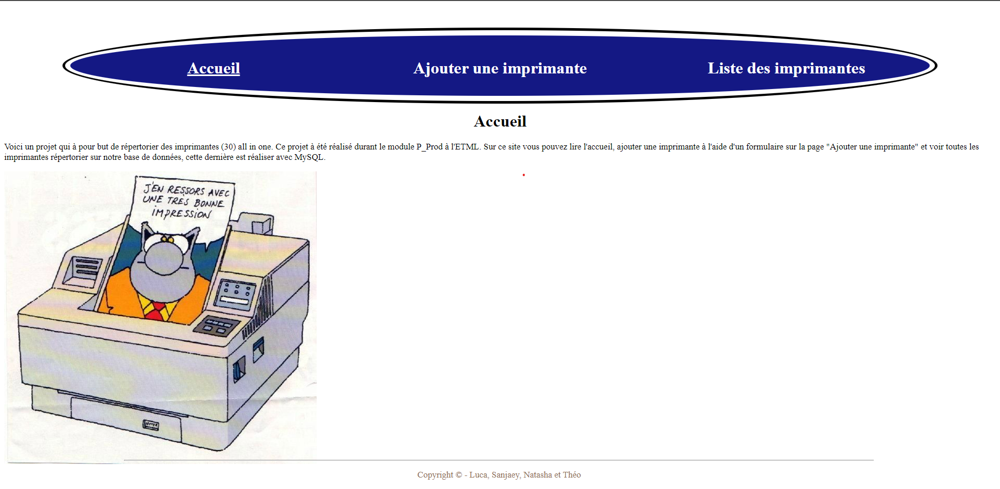 Accueil Ajouter une imprimante Liste des imprimantes
Accueil
Voici un projet qui à pour but de répertorier des imprimantes (30) all in one. Ce projet à été réalisé durant le module P_Prod à l'ETML. Sur ce site vous pouvez lire l'accueil, ajouter une imprimante à l'aide d'un formulaire sur la page "Ajouter une imprimante" et voir toutes les
imprimantes répertorier sur notre base de données, cette dernière est réaliser avec MySQL.
J'EN RESSORS AVEC
UNE TRÈS BONNE
IMPRESSION
LETTER
Copyright © - Luca, Sanjaey, Natasha et Théo